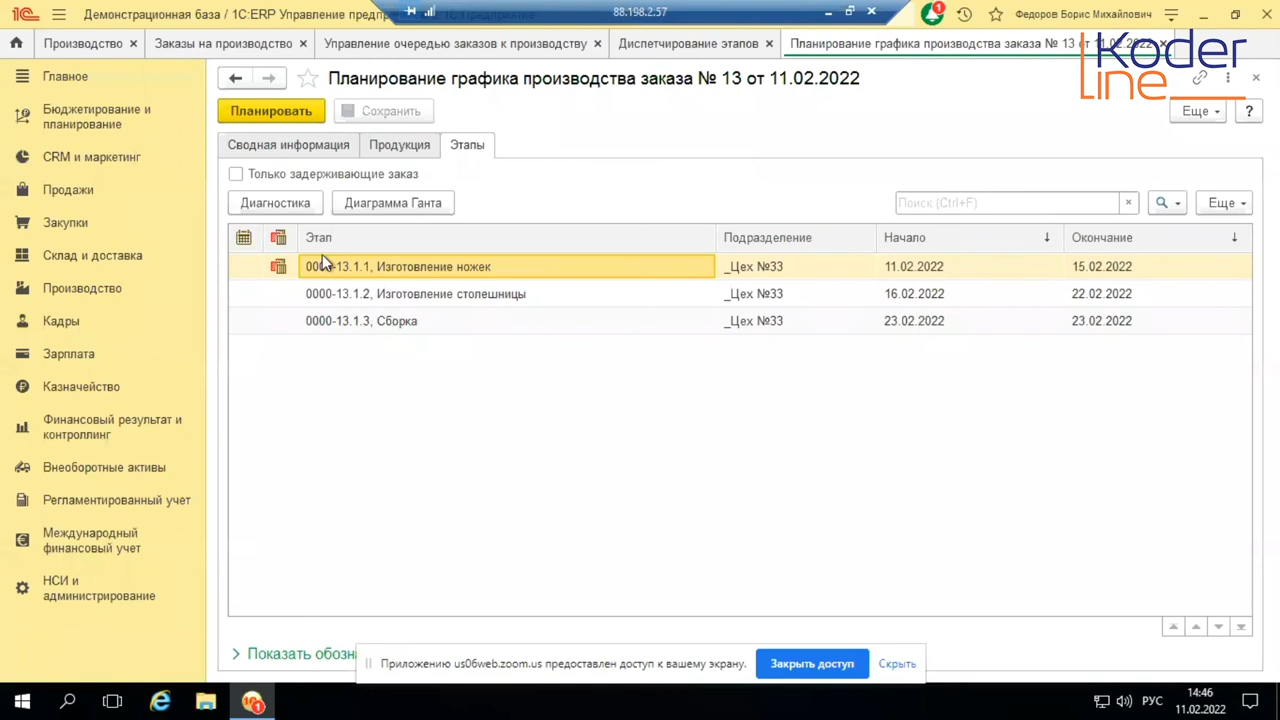 Демонстрационная база / 1С:ERP Управление предпр
88.198.2.57
1
Федоров Борис Михайлович
Производство
Заказы на производство
Управление очередью заказов к производству
Диспетчирование этапов
Планирование графика производства заказа № 13 от 11.02.2022
Koder
line
Планирование графика производства заказа № 13 от 11.02.2022
Планировать
Сохранить
Еще
?
Сводная информация
Продукция
Этапы
Только задерживающие заказ
Диагностика
Диаграмма Ганта
Поиск (Ctrl+F)
Еще
Этап
Подразделение
Начало
Окончание
0000-13.1.1, Изготовление ножек
_Цех №33
11.02.2022
15.02.2022
0000-13.1.2, Изготовление столешницы
_Цех №33
16.02.2022
22.02.2022
0000-13.1.3, Сборка
_Цех №33
23.02.2022
23.02.2022
Главное
Бюджетирование и
планирование
CRM и маркетинг
Продажи
Закупки
Склад и доставка
Производство
Кадры
Зарплата
Казначейство
Финансовый результат и
контроллинг
Внеоборотные активы
Регламентированный учет
Международный
финансовый учет
НСИ и
администрирование
Показать обозн
Приложению us06web.zoom.us предоставлен доступ к вашему экрану.
Закрыть доступ
Скрыть
РУС
14:46
11.02.2022